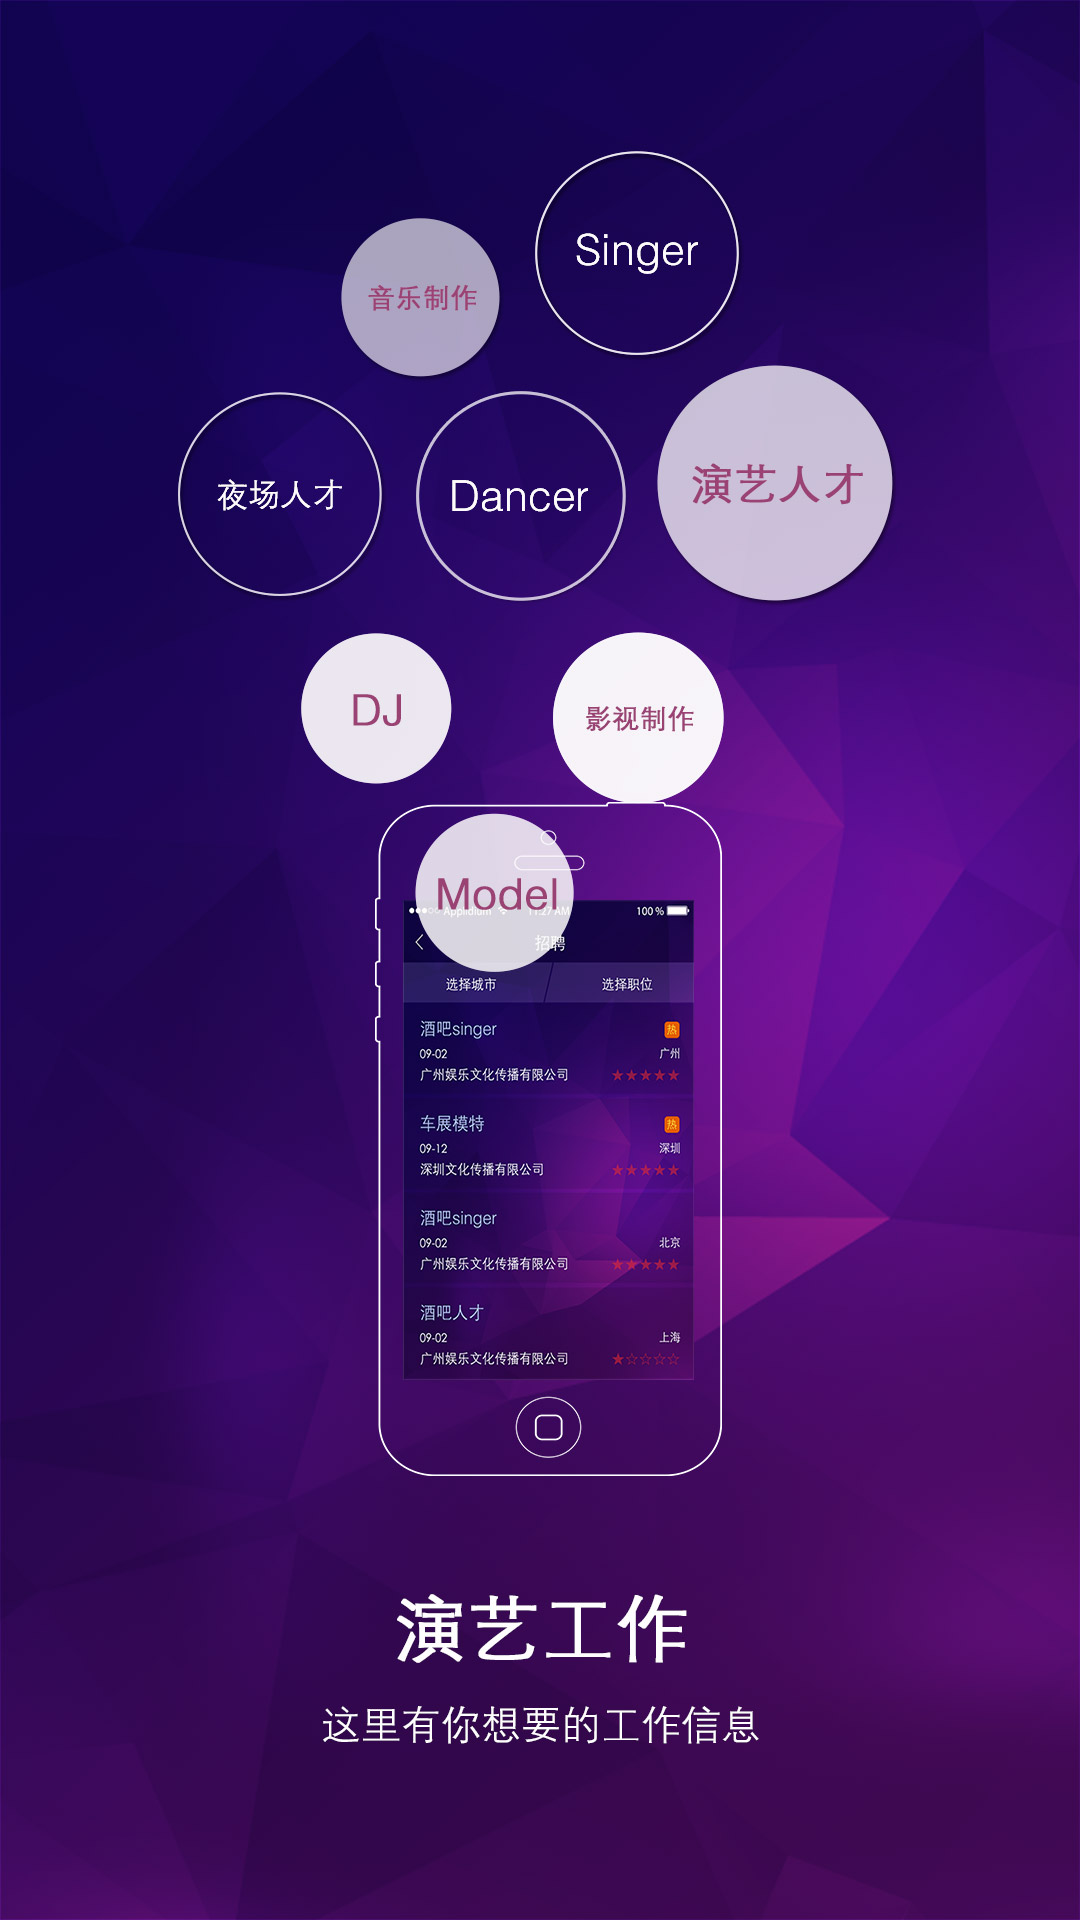 Singer
音乐制作
夜场人才
Dancer
演艺人才
DJ
影视制作
Model
Applidium 11:27 AM 100%
招聘
选择城市 选择职位
酒吧singer 热
09-02 广州
广州娱乐文化传播有限公司 ★★★★★
车展模特 热
09-12 深圳
深圳文化传播有限公司 ★★★★★
酒吧singer
09-02 北京
广州娱乐文化传播有限公司 ★★★★★
酒吧人才
09-02 上海
广州娱乐文化传播有限公司 ★☆☆☆☆
演艺工作
这里有你想要的工作信息